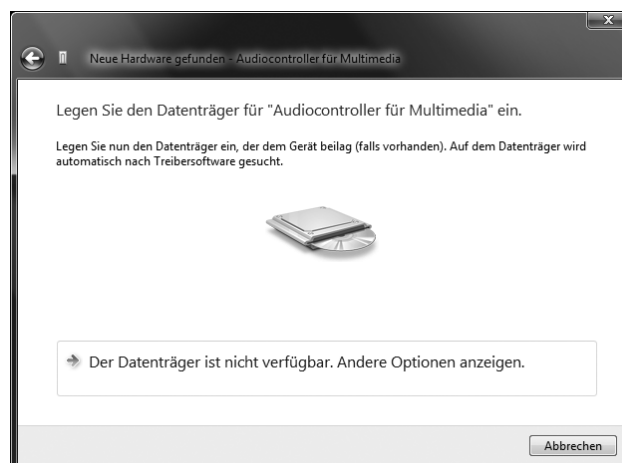 Neue Hardware gefunden - Audiocontroller für Multimedia
Legen Sie den Datenträger für "Audiocontroller für Multimedia" ein.
Legen Sie nun den Datenträger ein, der dem Gerät beilag (falls vorhanden). Auf dem Datenträger wird
automatisch nach Treibersoftware gesucht.
Der Datenträger ist nicht verfügbar. Andere Optionen anzeigen.
Abbrechen